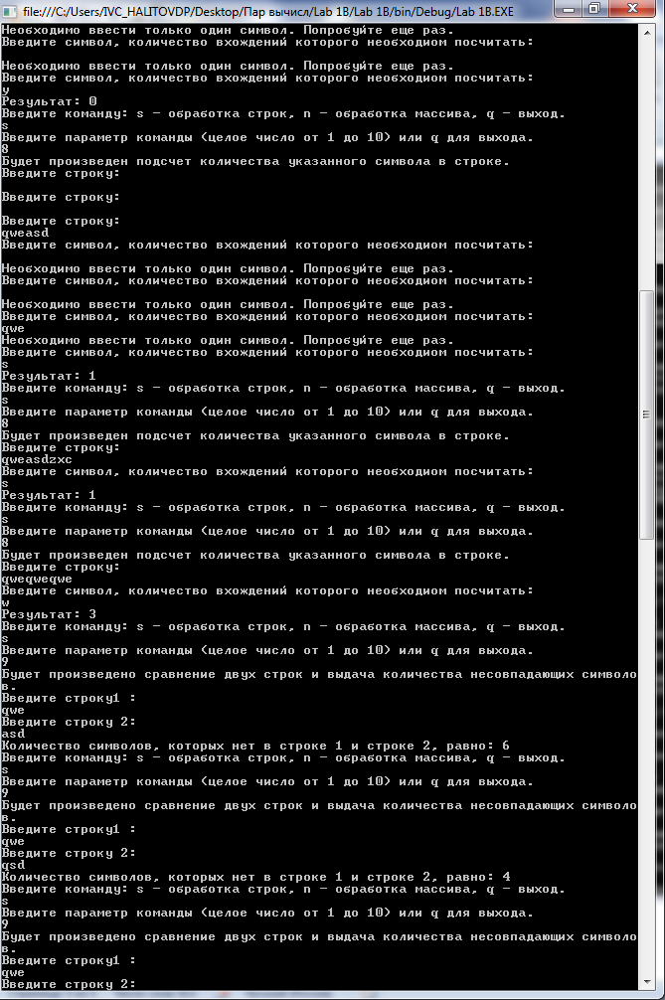 file:///C:/Users/IVC_HALITOVDP/Desktop/Пар вычисл/Lab 1B/Lab 1B/bin/Debug/Lab 1B.EXE
Необходимо ввести только один символ. Попробуйте еще раз.
Введите символ, количество вхождений которого необходиом посчитать:
Необходимо ввести только один символ. Попробуйте еще раз.
Введите символ, количество вхождений которого необходиом посчитать:
y
Результат: 0
Введите команду: s - обработка строк, n - обработка массива, q - выход.
s
Введите параметр команды (целое число от 1 до 10) или q для выхода.
8
Будет произведен подсчет количества указанного символа в строке.
Введите строку:
Введите строку:
Введите строку:
qweasd
Введите символ, количество вхождений которого необходиом посчитать:
Необходимо ввести только один символ. Попробуйте еще раз.
Введите символ, количество вхождений которого необходиом посчитать:
Необходимо ввести только один символ. Попробуйте еще раз.
Введите символ, количество вхождений которого необходиом посчитать:
qwe
Необходимо ввести только один символ. Попробуйте еще раз.
Введите символ, количество вхождений которого необходиом посчитать:
s
Результат: 1
Введите команду: s - обработка строк, n - обработка массива, q - выход.
s
Введите параметр команды (целое число от 1 до 10) или q для выхода.
8
Будет произведен подсчет количества указанного символа в строке.
Введите строку:
qweasdzxc
Введите символ, количество вхождений которого необходиом посчитать:
s
Результат: 1
Введите команду: s - обработка строк, n - обработка массива, q - выход.
s
Введите параметр команды (целое число от 1 до 10) или q для выхода.
8
Будет произведен подсчет количества указанного символа в строке.
Введите строку:
qweqweqwe
Введите символ, количество вхождений которого необходиом посчитать:
w
Результат: 3
Введите команду: s - обработка строк, n - обработка массива, q - выход.
s
Введите параметр команды (целое число от 1 до 10) или q для выхода.
9
Будет произведено сравнение двух строк и выдача количества несовпадающих символо
в.
Введите строку1 :
qwe
Введите строку 2:
asd
Количество символов, которых нет в строке 1 и строке 2, равно: 6
Введите команду: s - обработка строк, n - обработка массива, q - выход.
s
Введите параметр команды (целое число от 1 до 10) или q для выхода.
9
Будет произведено сравнение двух строк и выдача количества несовпадающих символо
в.
Введите строку1 :
qwe
Введите строку 2:
qsd
Количество символов, которых нет в строке 1 и строке 2, равно: 4
Введите команду: s - обработка строк, n - обработка массива, q - выход.
s
Введите параметр команды (целое число от 1 до 10) или q для выхода.
9
Будет произведено сравнение двух строк и выдача количества несовпадающих символо
в.
Введите строку1 :
qwe
Введите строку 2: